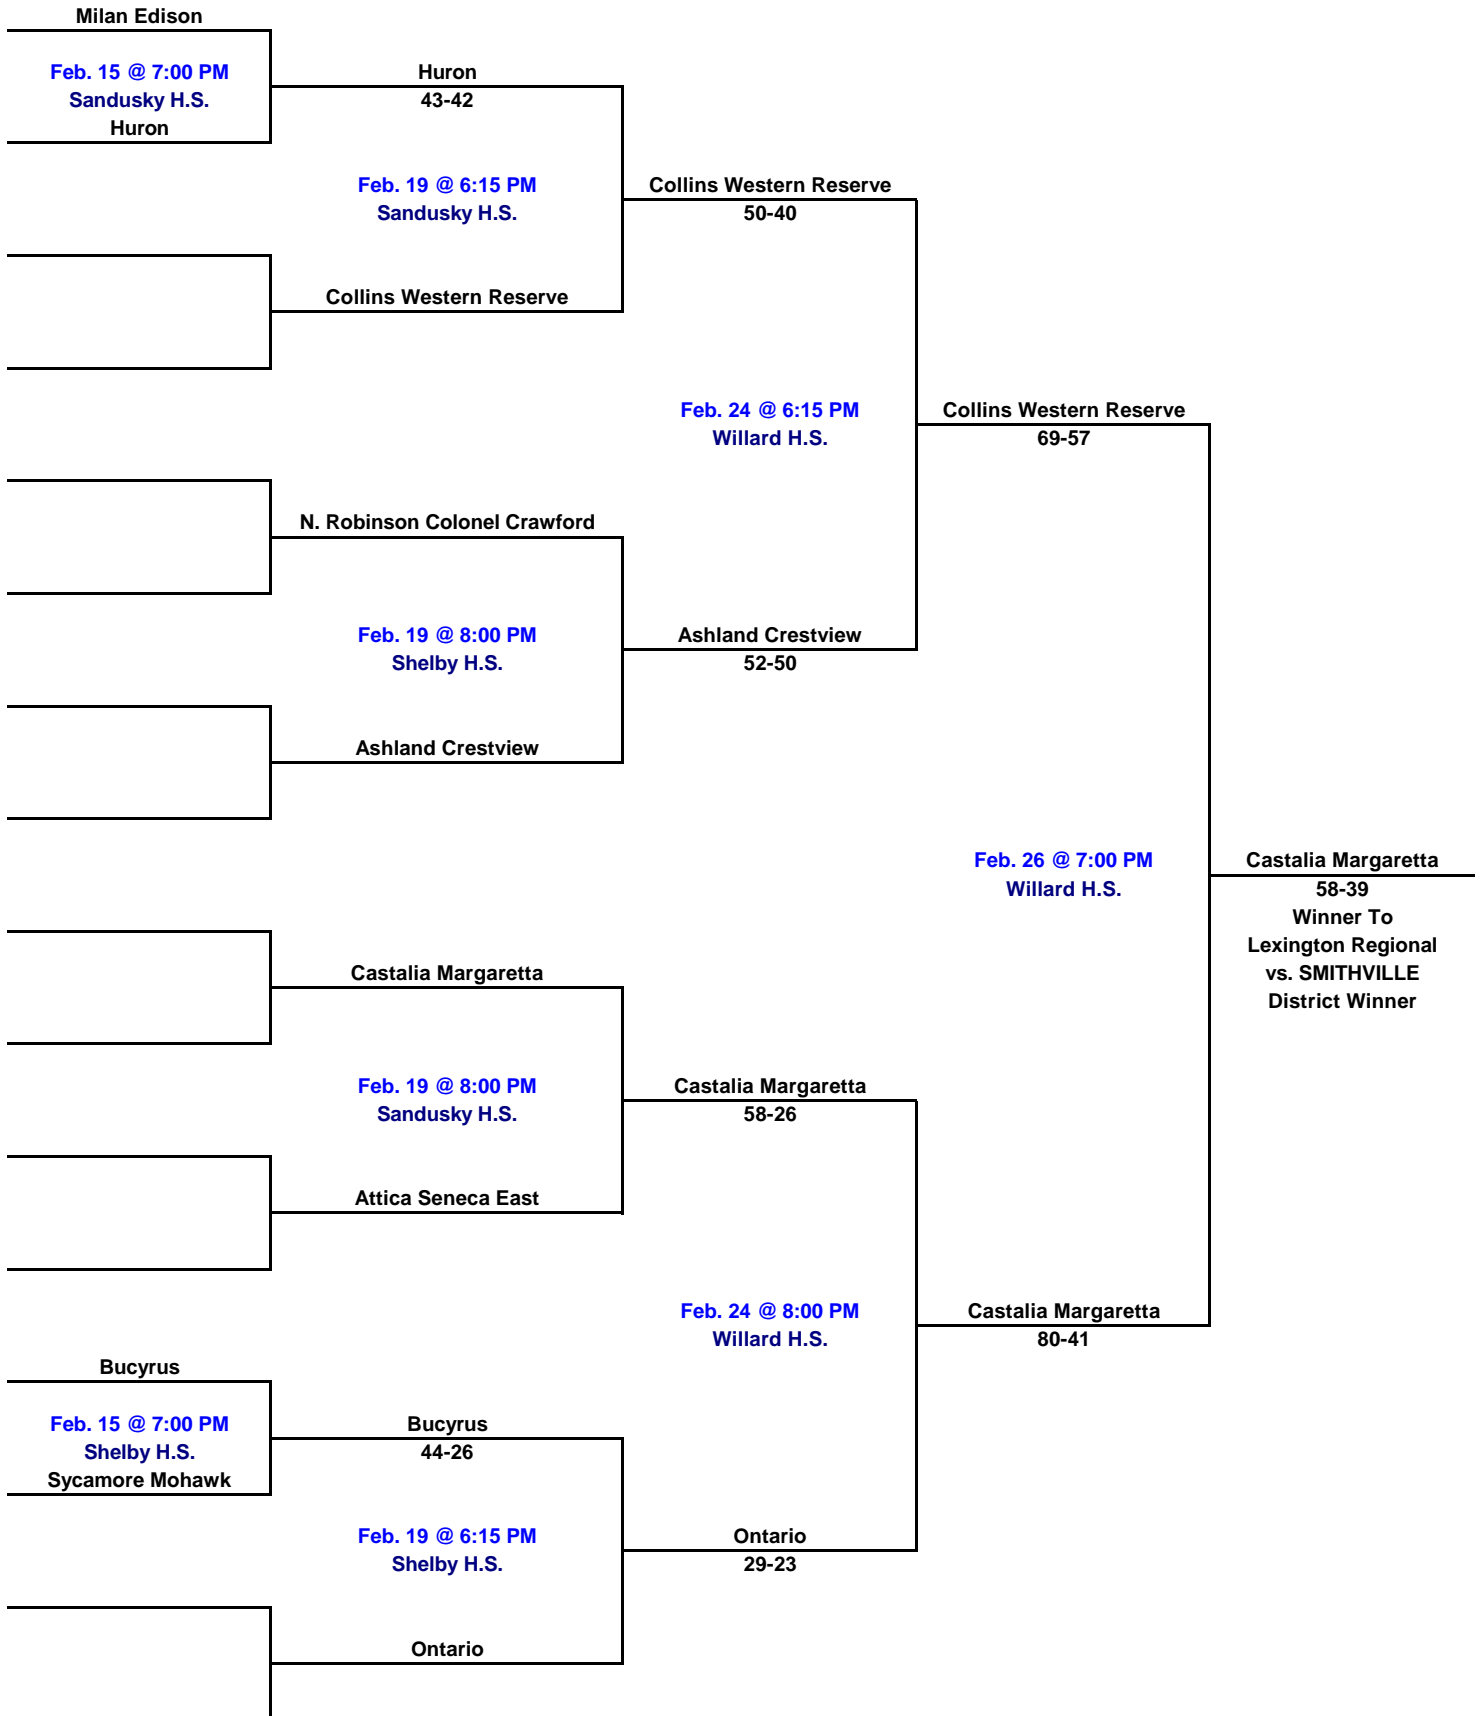 Milan Edison
Feb. 15 @ 7:00 PM
Sandusky H.S.
Huron
Huron
43-42
Feb. 19 @ 6:15 PM
Sandusky H.S.
Collins Western Reserve
50-40
Collins Western Reserve
Feb. 24 @ 6:15 PM
Willard H.S.
Collins Western Reserve
69-57
N. Robinson Colonel Crawford
Feb. 19 @ 8:00 PM
Shelby H.S.
Ashland Crestview
52-50
Ashland Crestview
Feb. 26 @ 7:00 PM
Willard H.S.
Castalia Margaretta
58-39
Winner To
Lexington Regional
vs. SMITHVILLE
District Winner
Castalia Margaretta
Feb. 19 @ 8:00 PM
Sandusky H.S.
Castalia Margaretta
58-26
Attica Seneca East
Feb. 24 @ 8:00 PM
Willard H.S.
Castalia Margaretta
80-41
Bucyrus
Feb. 15 @ 7:00 PM
Shelby H.S.
Sycamore Mohawk
Bucyrus
44-26
Feb. 19 @ 6:15 PM
Shelby H.S.
Ontario
29-23
Ontario